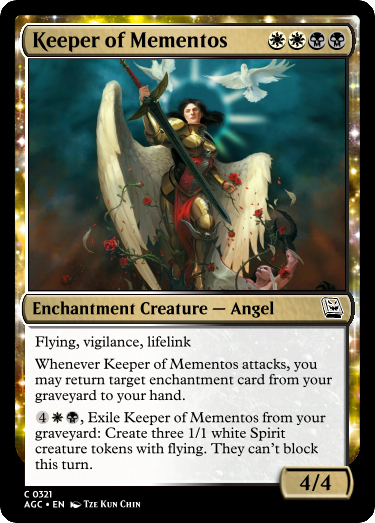 Keeper of Mementos
Enchantment Creature — Angel
Flying, vigilance, lifelink
Whenever Keeper of Mementos attacks, you
may return target enchantment card from your
graveyard to your hand.
4, Exile Keeper of Mementos from your
graveyard: Create three 1/1 white Spirit
creature tokens with flying. They can't block
this turn.
4/4
C 0321
AGC • EN Tze Kun Chin